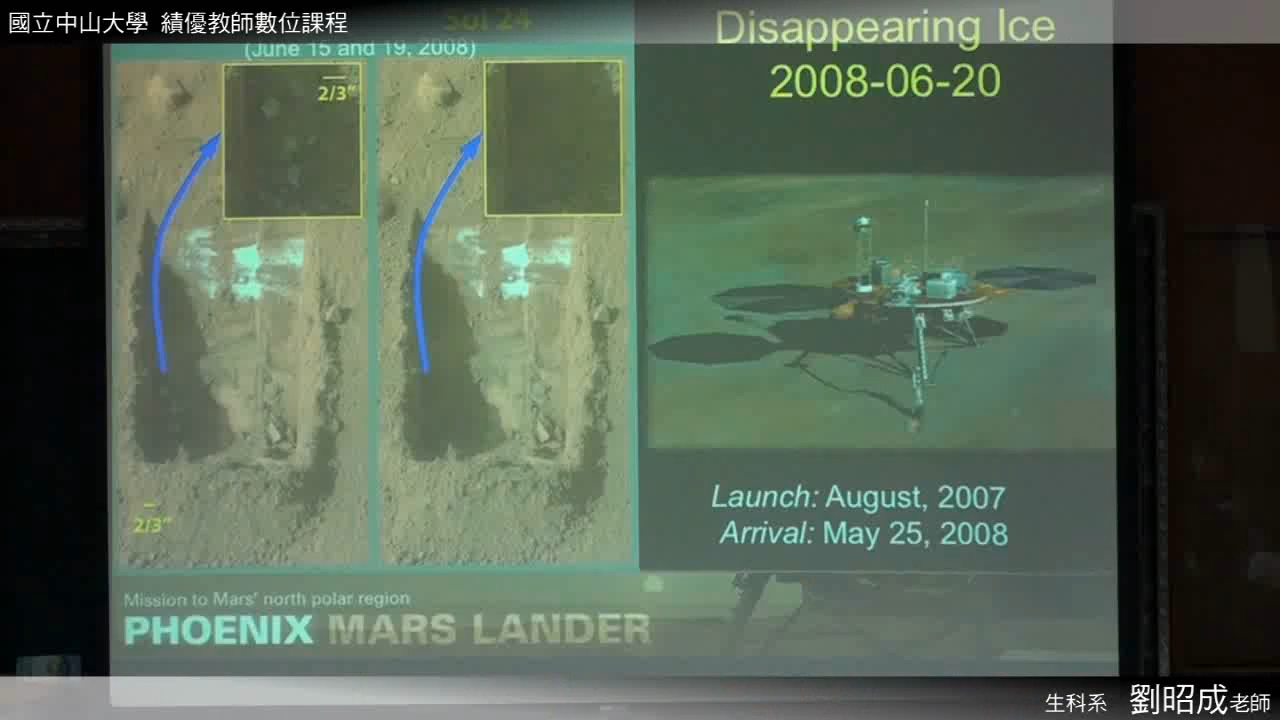 國立中山大學 績優教師數位課程
Sol 24
(June 15 and 19, 2008)
2/3"
2/3"
Disappearing Ice
2008-06-20
Launch: August, 2007
Arrival: May 25, 2008
Mission to Mars' north polar region
PHOENIX MARS LANDER
生科系 劉昭成老師